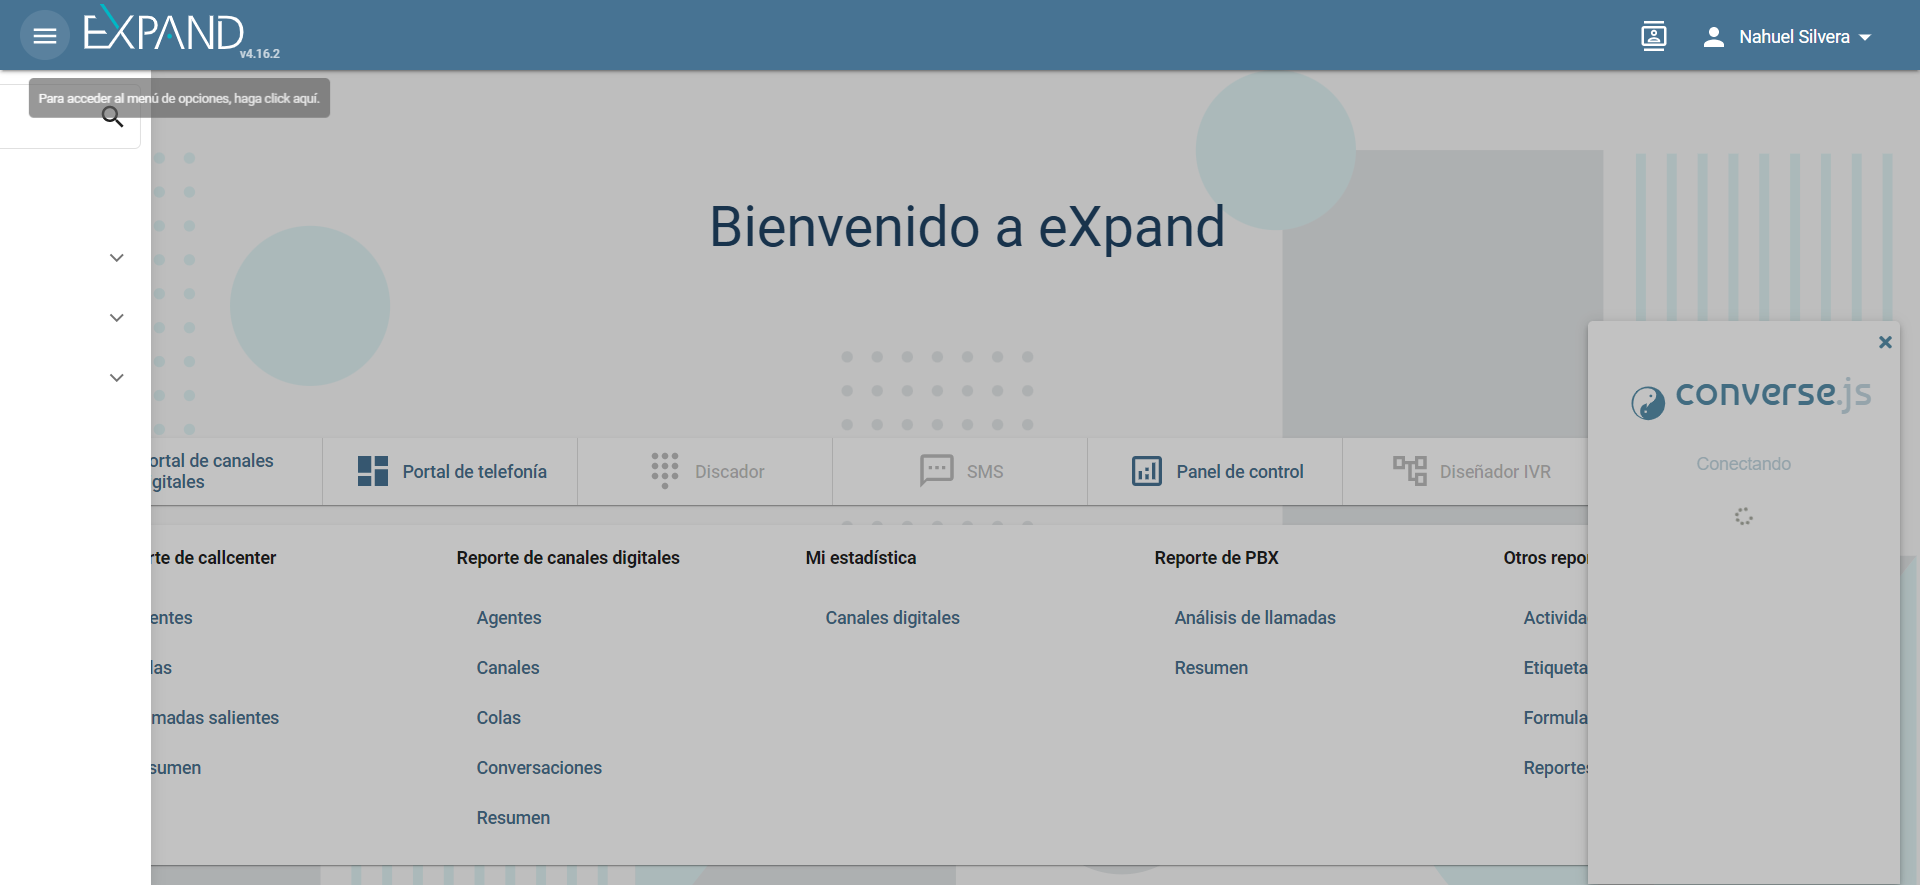 EXPAND
v4.16.2
Nahuel Silvera
Para acceder al menú de opciones, haga click aquí.
Bienvenido a eXpand
converse.js
Conectando
ortal de canales
gitales
Portal de telefonía
Discador
SMS
Panel de control
Diseñador IVR
rte de callcenter
entes
las
madas salientes
sumen
Reporte de canales digitales
Agentes
Canales
Colas
Conversaciones
Resumen
Mi estadística
Canales digitales
Reporte de PBX
Análisis de llamadas
Resumen
Otros repor
Activida
Etiqueta
Formula
Reportes